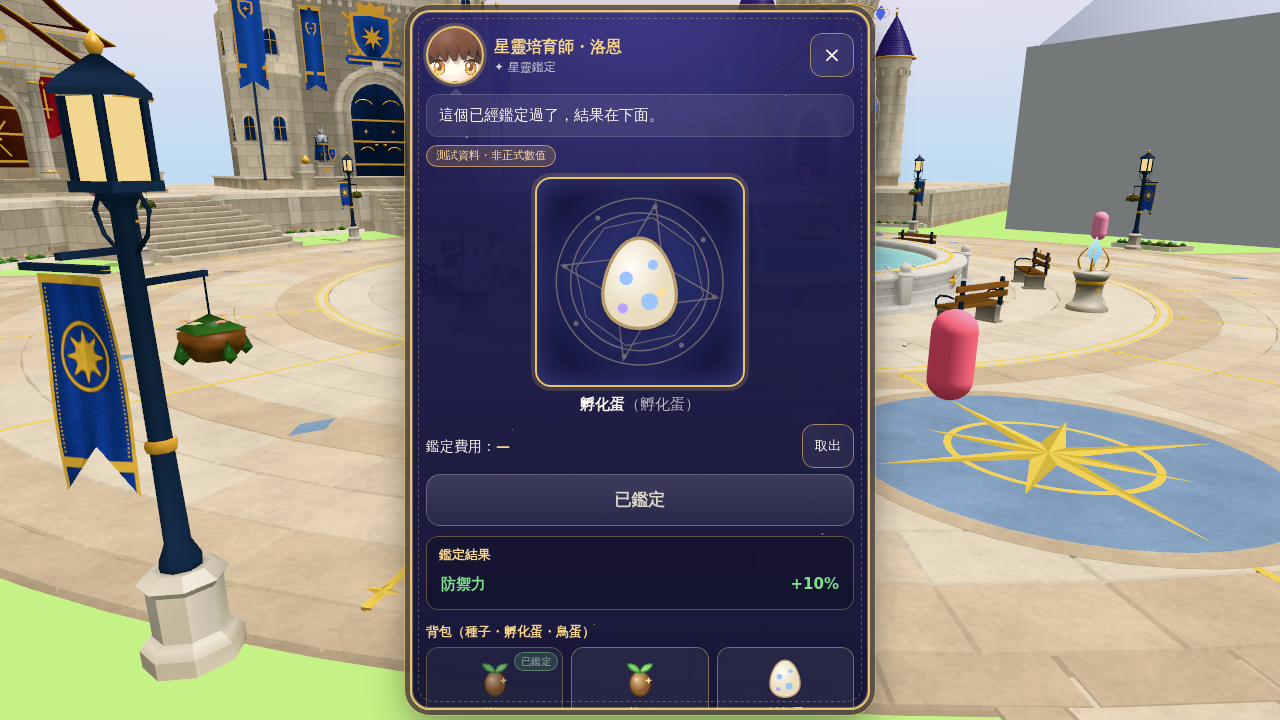 星靈培育師・洛恩
✦ 星靈鑑定
這個已經鑑定過了，結果在下面。
測試資料・非正式數值
孵化蛋（孵化蛋）
鑑定費用：—
取出
已鑑定
鑑定結果
防禦力 +10%
背包（種子・孵化蛋・鳥蛋）
已鑑定